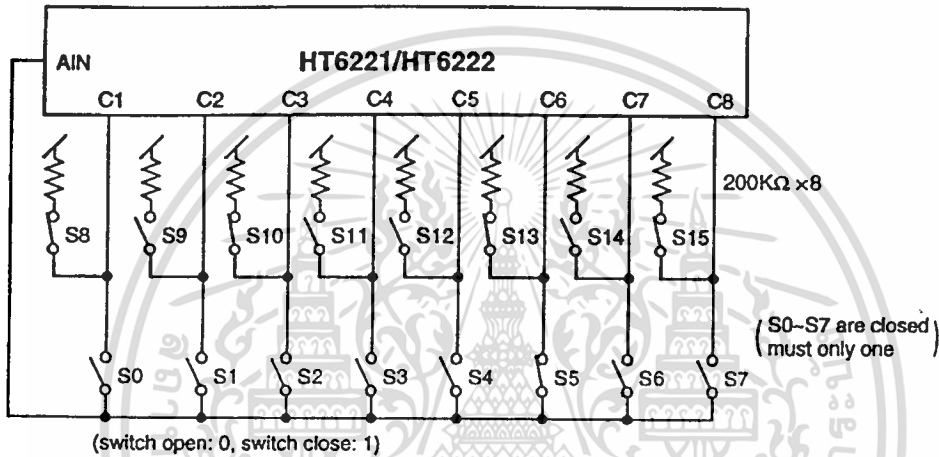 AIN
HT6221/HT6222
C1 C2 C3 C4 C5 C6 C7 C8
200KΩ ×8
S8 S9 S10 S11 S12 S13 S14 S15
(S0~S7 are closed
must only one)
S0 S1 S2 S3 S4 S5 S6 S7
(switch open: 0, switch close: 1)